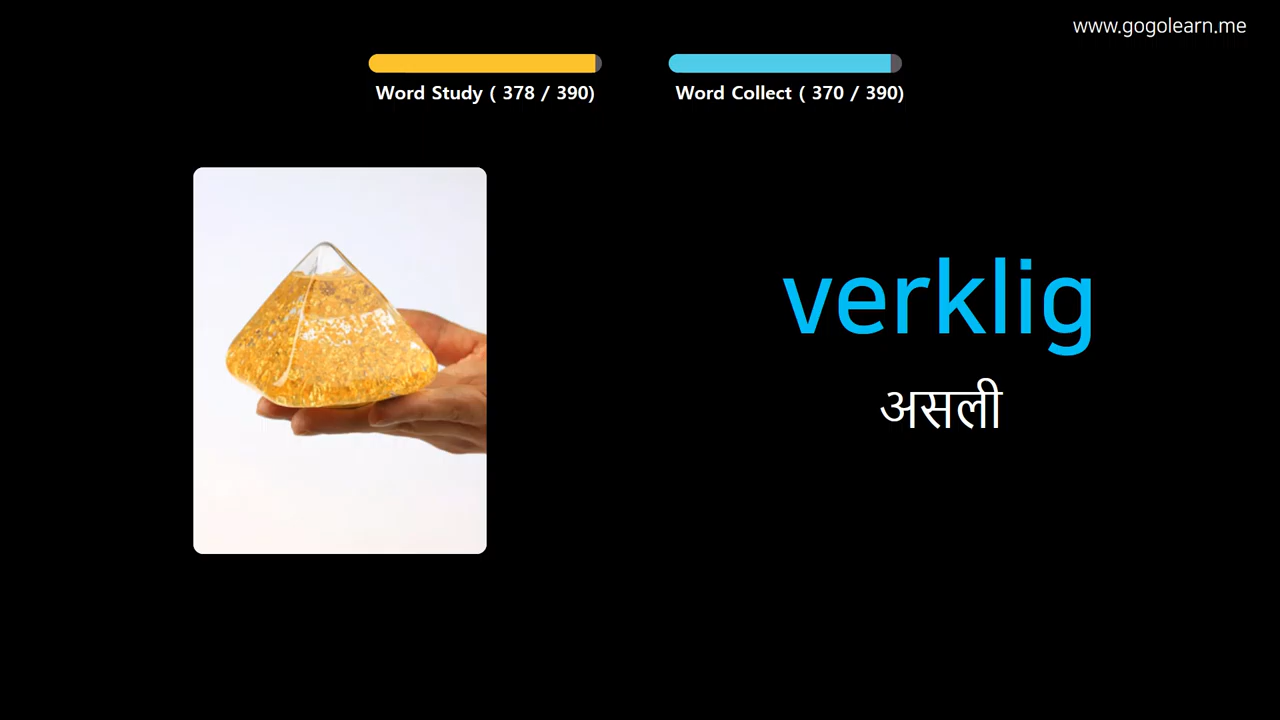 www.gogolearn.me
Word Study ( 378 / 390)
Word Collect ( 370 / 390)
verklig
असली